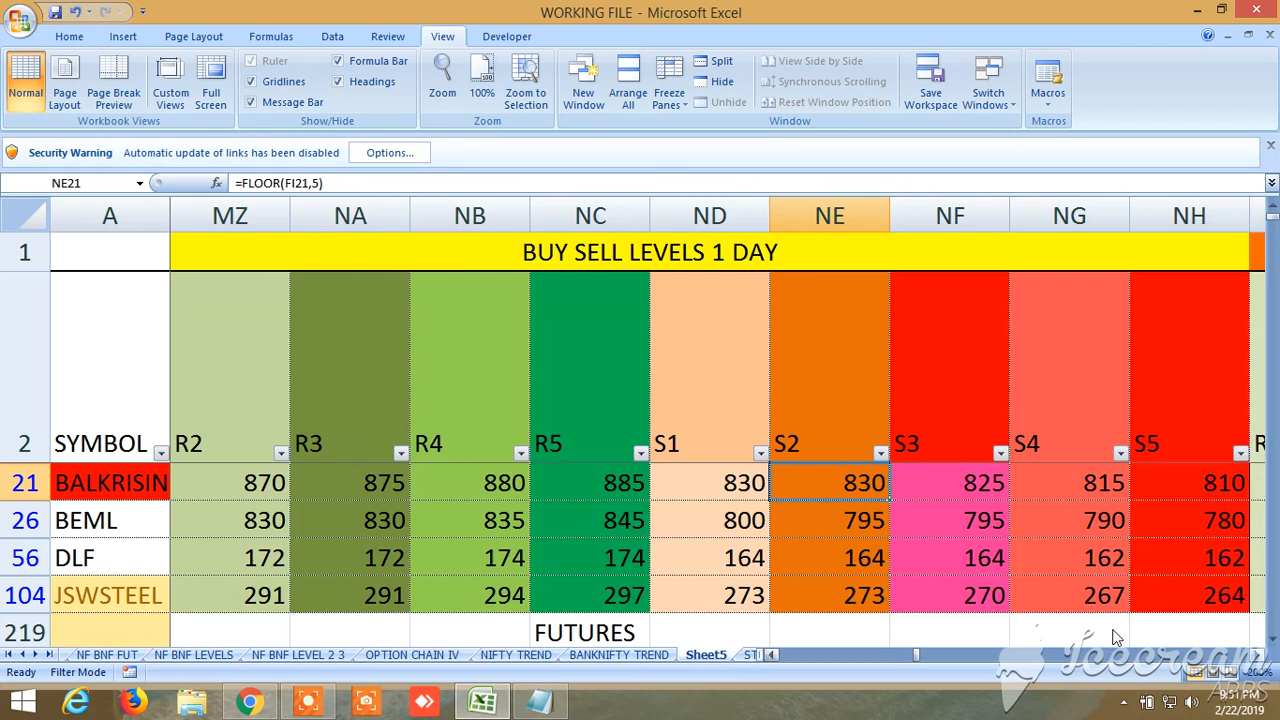 WORKING FILE - Microsoft Excel
Home Insert Page Layout Formulas Data Review View Developer
Normal Page Layout Page Break Preview Custom Views Full Screen
Ruler Formula Bar
Gridlines Headings
Message Bar
Zoom 100% Zoom to Selection
New Window Arrange All Freeze Panes
Split
Hide
Unhide
View Side by Side
Synchronous Scrolling
Reset Window Position
Save Workspace Switch Windows Macros
Workbook Views Show/Hide Zoom Window Macros
Security Warning Automatic update of links has been disabled Options...
NE21 fx =FLOOR(FI21,5)
A MZ NA NB NC ND NE NF NG NH
1 BUY SELL LEVELS 1 DAY
2 SYMBOL R2 R3 R4 R5 S1 S2 S3 S4 S5
21 BALKRISIN 870 875 880 885 830 830 825 815 810
26 BEML 830 830 835 845 800 795 795 790 780
56 DLF 172 172 174 174 164 164 164 162 162
104 JSWSTEEL 291 291 294 297 273 273 270 267 264
219 FUTURES
NF BNF FUT NF BNF LEVELS NF BNF LEVEL 2 3 OPTION CHAIN IV NIFTY TREND BANKNIFTY TREND Sheet5 ST
Ready Filter Mode 200%
Icecream
APPS
9:51 PM
2/22/2019